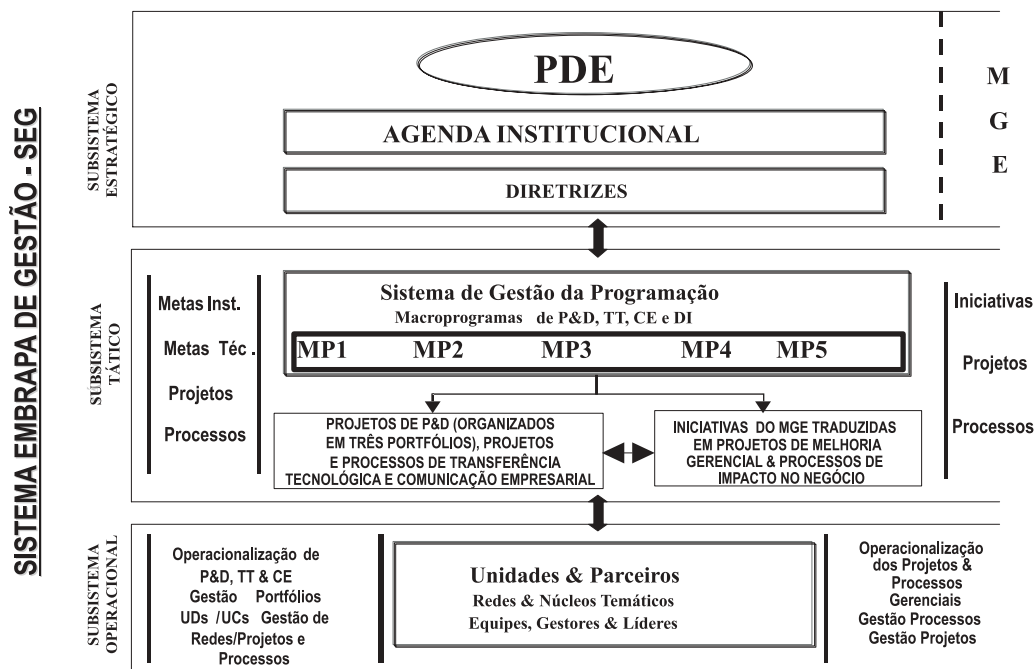 SISTEMA EMBRAPA DE GESTÃO - SEG
SUBSISTEMA
ESTRATÉGICO
PDE
AGENDA INSTITUCIONAL
DIRETRIZES
M
G
E
SUBSISTEMA
TÁTICO
Metas Inst.
Metas Téc .
Projetos
Processos
Sistema de Gestão da Programação
Macroprogramas de P&D, TT, CE e DI
MP1 MP2 MP3 MP4 MP5
PROJETOS DE P&D (ORGANIZADOS
EM TRÊS PORTFÓLIOS), PROJETOS
E PROCESSOS DE TRANSFERÊNCIA
TECNOLÓGICA E COMUNICAÇÃO EMPRESARIAL
INICIATIVAS DO MGE TRADUZIDAS
EM PROJETOS DE MELHORIA
GERENCIAL & PROCESSOS DE
IMPACTO NO NEGÓCIO
Iniciativas
Projetos
Processos
SUBSISTEMA
OPERACIONAL
Operacionalização de
P&D, TT & CE
Gestão Portfólios
UDs /UCs Gestão de
Redes/Projetos e
Processos
Unidades & Parceiros
Redes & Núcleos Temáticos
Equipes, Gestores & Líderes
Operacionalização
dos Projetos &
Processos
Gerenciais
Gestão Processos
Gestão Projetos